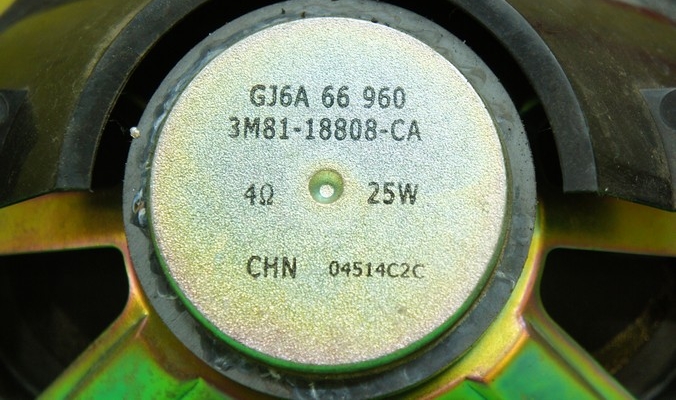 GJ6A 66 960
3M81-18808-CA
4Ω 25W
CHN 04514C2C